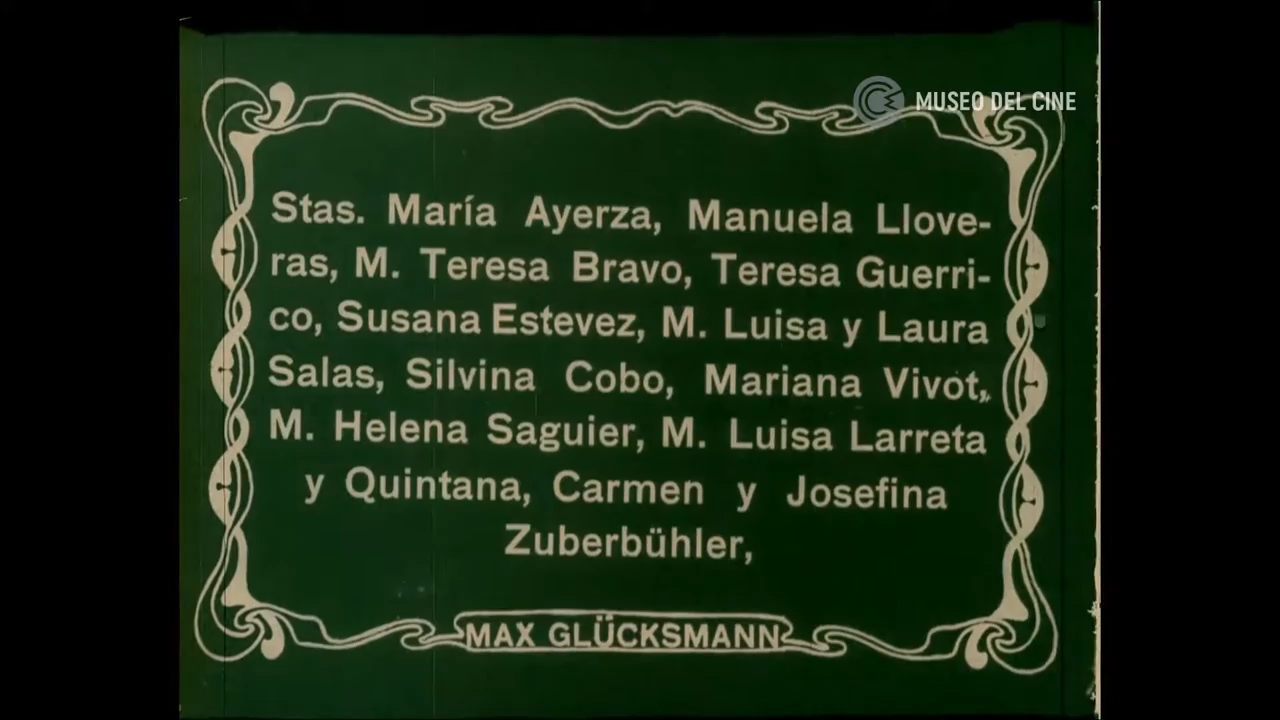 MUSEO DEL CINE
Stas. María Ayerza, Manuela Llove-
ras, M. Teresa Bravo, Teresa Guerri-
co, Susana Estevez, M. Luisa y Laura
Salas, Silvina Cobo, Mariana Vivot,
M. Helena Saguier, M. Luisa Larreta
y Quintana, Carmen y Josefina
Zuberbühler,
MAX GLÜCKSMANN